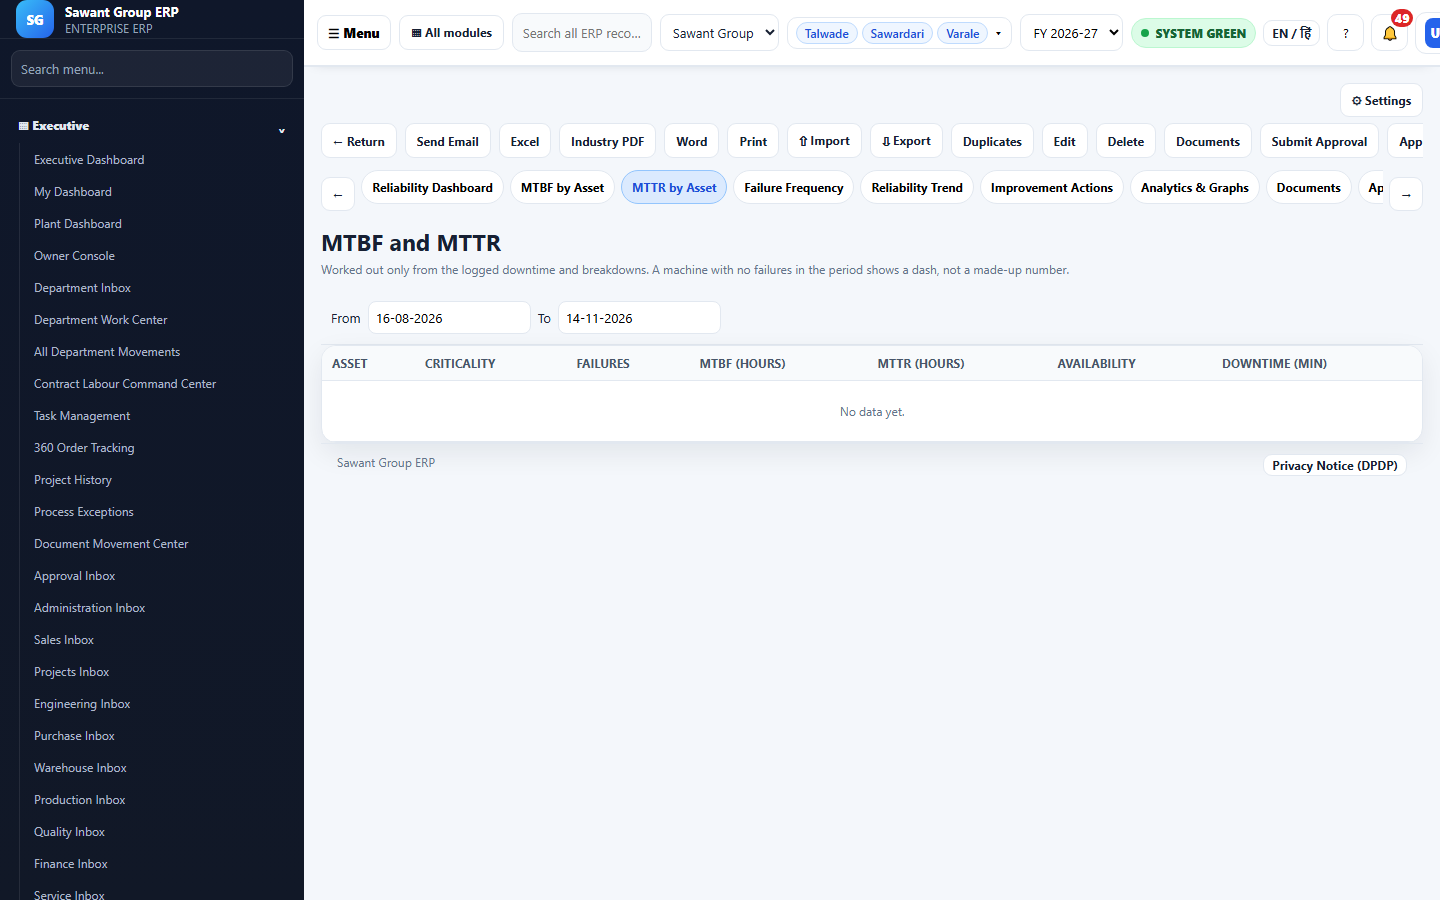 SG
Sawant Group ERP
ENTERPRISE ERP
☰ Menu
All modules
Search all ERP reco...
Sawant Group
Talwade
Sawardari
Varale
FY 2026-27
SYSTEM GREEN
EN / हिं
?
49
U
Search menu...
Executive
Executive Dashboard
My Dashboard
Plant Dashboard
Owner Console
Department Inbox
Department Work Center
All Department Movements
Contract Labour Command Center
Task Management
360 Order Tracking
Project History
Process Exceptions
Document Movement Center
Approval Inbox
Administration Inbox
Sales Inbox
Projects Inbox
Engineering Inbox
Purchase Inbox
Warehouse Inbox
Production Inbox
Quality Inbox
Finance Inbox
Service Inbox
⚙ Settings
← Return
Send Email
Excel
Industry PDF
Word
Print
⇧ Import
⇩ Export
Duplicates
Edit
Delete
Documents
Submit Approval
App
←
Reliability Dashboard
MTBF by Asset
MTTR by Asset
Failure Frequency
Reliability Trend
Improvement Actions
Analytics & Graphs
Documents
Ap
→
MTBF and MTTR
Worked out only from the logged downtime and breakdowns. A machine with no failures in the period shows a dash, not a made-up number.
From 16-08-2026 To 14-11-2026
ASSET CRITICALITY FAILURES MTBF (HOURS) MTTR (HOURS) AVAILABILITY DOWNTIME (MIN)
No data yet.
Sawant Group ERP
Privacy Notice (DPDP)